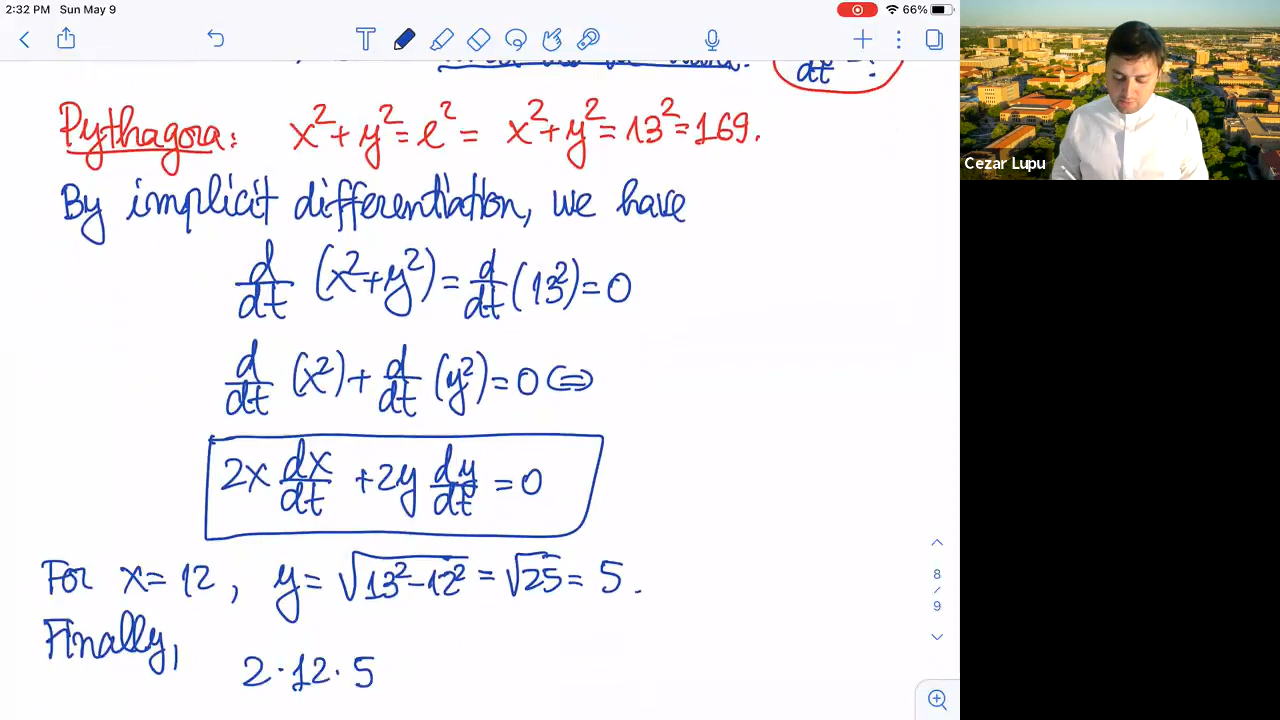 2:32 PM Sun May 9
66%
dt = ?
Pythagora: x² + y² = l² = x² + y² = 13² = 169.
By implicit differentiation, we have
d/dt (x² + y²) = d/dt (13²) = 0
d/dt (x²) + d/dt (y²) = 0 ⇔
2x dx/dt + 2y dy/dt = 0
For x = 12, y = √(13² − 12²) = √25 = 5.
Finally,
2 · 12 · 5
Cezar Lupu
8
/
9